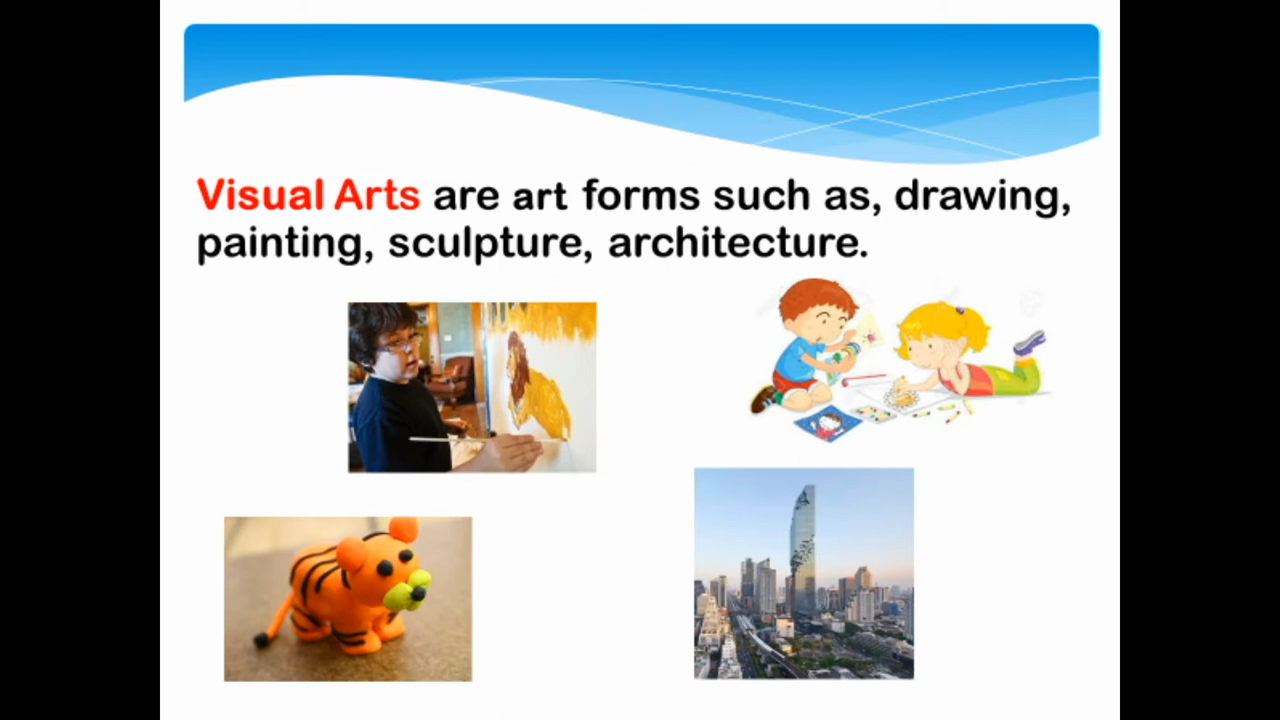 Visual Arts are art forms such as, drawing,
painting, sculpture, architecture.